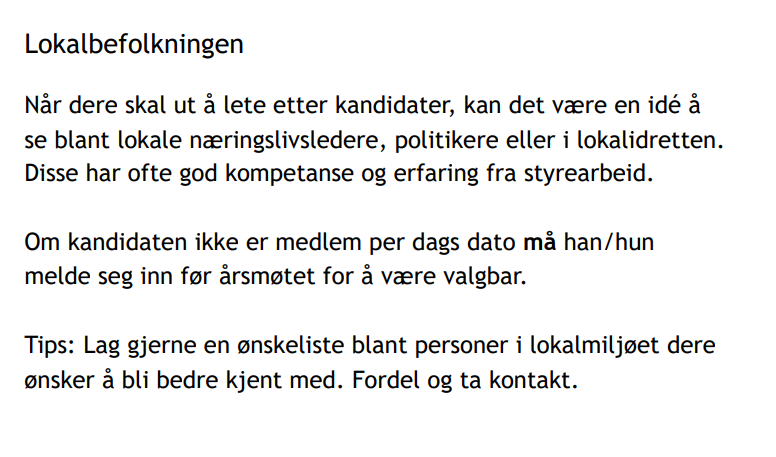 Lokalbefolkningen
Når dere skal ut å lete etter kandidater, kan det være en idé å
se blant lokale næringslivsledere, politikere eller i lokalidretten.
Disse har ofte god kompetanse og erfaring fra styrearbeid.
Om kandidaten ikke er medlem per dags dato må han/hun
melde seg inn før årsmøtet for å være valgbar.
Tips: Lag gjerne en ønskeliste blant personer i lokalmiljøet dere
ønsker å bli bedre kjent med. Fordel og ta kontakt.